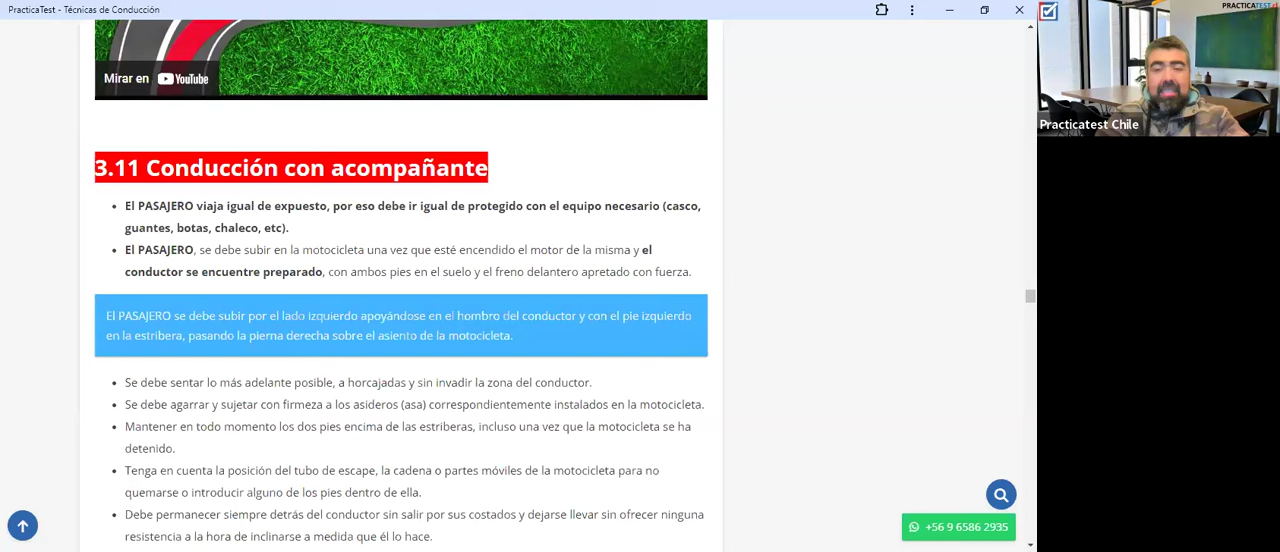 PracticaTest - Técnicas de Conducción
PRACTICATEST.cl
Mirar en YouTube
Practicatest Chile
3.11 Conducción con acompañante
• El PASAJERO viaja igual de expuesto, por eso debe ir igual de protegido con el equipo necesario (casco,
guantes, botas, chaleco, etc).
• El PASAJERO, se debe subir en la motocicleta una vez que esté encendido el motor de la misma y el
conductor se encuentre preparado, con ambos pies en el suelo y el freno delantero apretado con fuerza.
El PASAJERO se debe subir por el lado izquierdo apoyándose en el hombro del conductor y con el pie izquierdo
en la estribera, pasando la pierna derecha sobre el asiento de la motocicleta.
• Se debe sentar lo más adelante posible, a horcajadas y sin invadir la zona del conductor.
• Se debe agarrar y sujetar con firmeza a los asideros (asa) correspondientemente instalados en la motocicleta.
• Mantener en todo momento los dos pies encima de las estriberas, incluso una vez que la motocicleta se ha
detenido.
• Tenga en cuenta la posición del tubo de escape, la cadena o partes móviles de la motocicleta para no
quemarse o introducir alguno de los pies dentro de ella.
• Debe permanecer siempre detrás del conductor sin salir por sus costados y dejarse llevar sin ofrecer ninguna
resistencia a la hora de inclinarse a medida que él lo hace.
+56 9 6586 2935